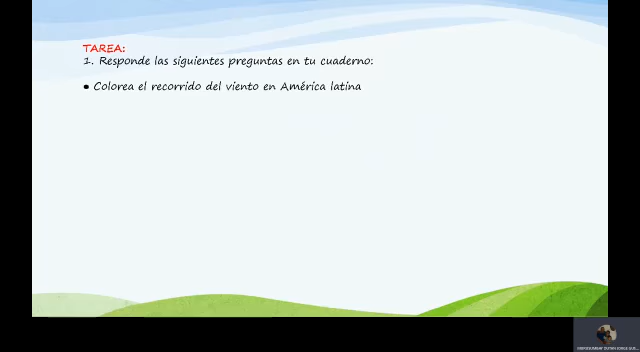 TAREA:
1. Responde las siguientes preguntas en tu cuaderno:
• Colorea el recorrido del viento en América latina